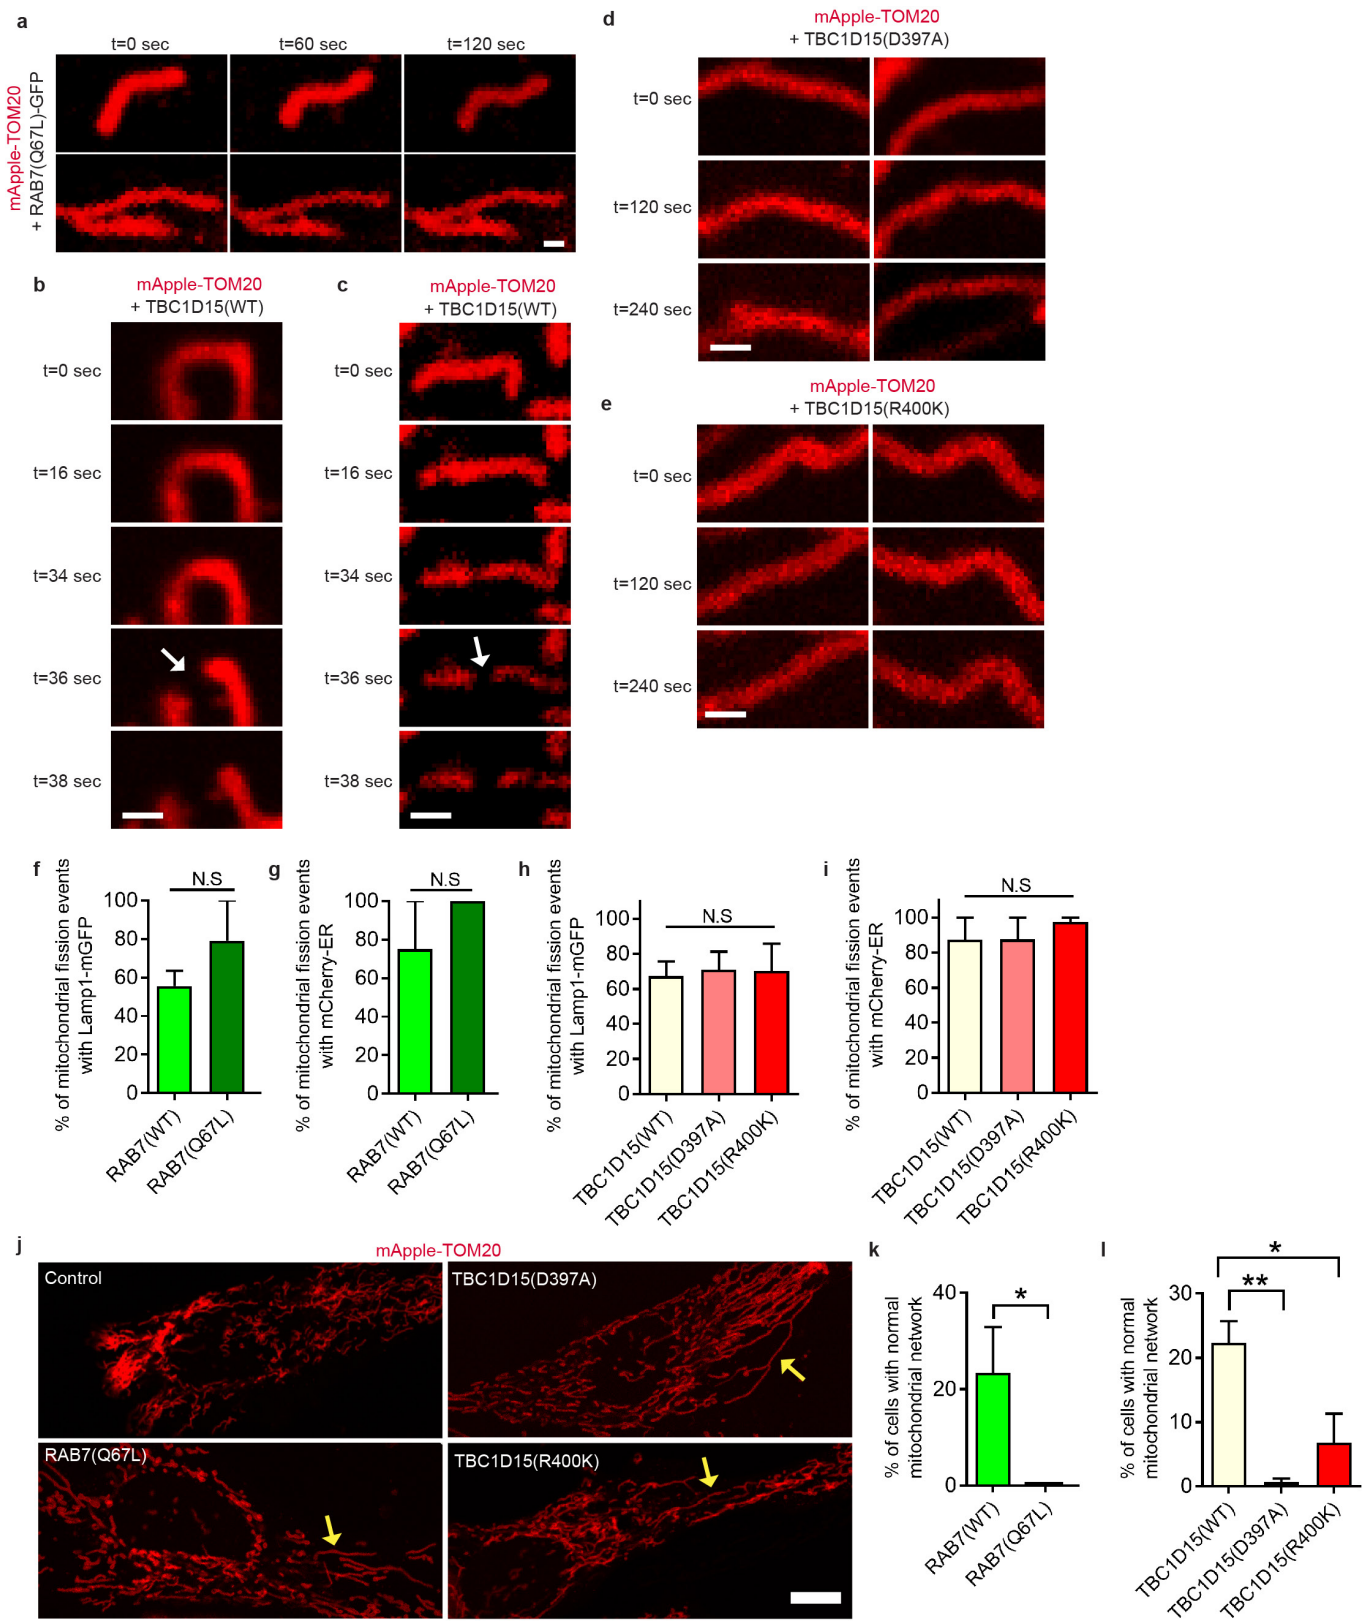 a
t=0 sec
t=60 sec
t=120 sec
mApple-TOM20
+ RAB7(Q67L)-GFP
b
mApple-TOM20
+ TBC1D15(WT)
t=0 sec
t=16 sec
t=34 sec
t=36 sec
t=38 sec
c
mApple-TOM20
+ TBC1D15(WT)
t=0 sec
t=16 sec
t=34 sec
t=36 sec
t=38 sec
d
mApple-TOM20
+ TBC1D15(D397A)
t=0 sec
t=120 sec
t=240 sec
e
mApple-TOM20
+ TBC1D15(R400K)
t=0 sec
t=120 sec
t=240 sec
f
% of mitochondrial fission events
with Lamp1-mGFP
N.S
100
80
60
40
20
0
RAB7(WT)
RAB7(Q67L)
g
% of mitochondrial fission events
with mCherry-ER
N.S
100
80
60
40
20
0
RAB7(WT)
RAB7(Q67L)
h
% of mitochondrial fission events
with Lamp1-mGFP
N.S
100
80
60
40
20
0
TBC1D15(WT)
TBC1D15(D397A)
TBC1D15(R400K)
i
% of mitochondrial fission events
with mCherry-ER
N.S
100
80
60
40
20
0
TBC1D15(WT)
TBC1D15(D397A)
TBC1D15(R400K)
j
mApple-TOM20
Control
TBC1D15(D397A)
RAB7(Q67L)
TBC1D15(R400K)
k
% of cells with normal
mitochondrial network
*
40
20
0
RAB7(WT)
RAB7(Q67L)
l
% of cells with normal
mitochondrial network
*
**
30
20
10
0
TBC1D15(WT)
TBC1D15(D397A)
TBC1D15(R400K)